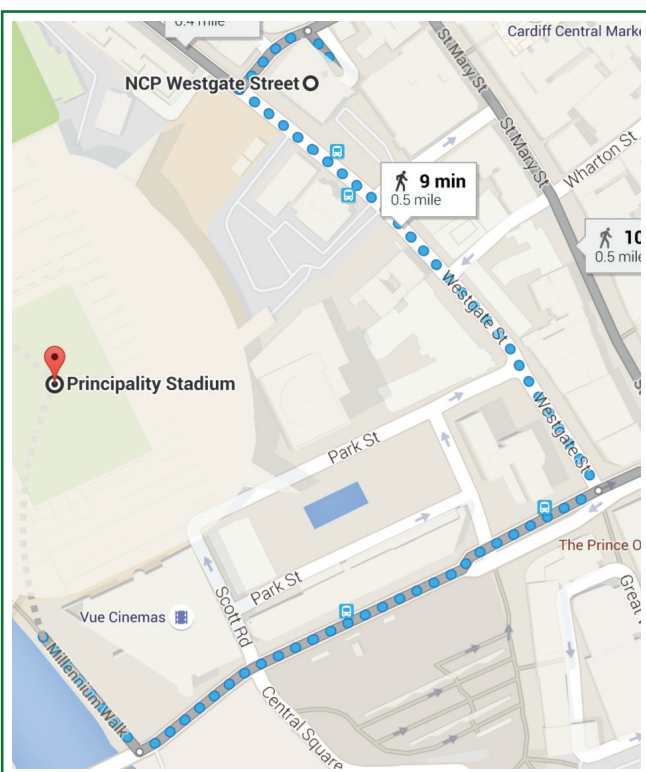 0.4 mile
Cardiff Central Marke
St Mary St
NCP Westgate Street
St Mary St
Wharton St
9 min
0.5 mile
10
0.5 mile
Westgate St
Principality Stadium
Westgate St
Park St
The Prince O
Park St
Scott Rd
Great
Vue Cinemas
Millennium Walk
Central Square